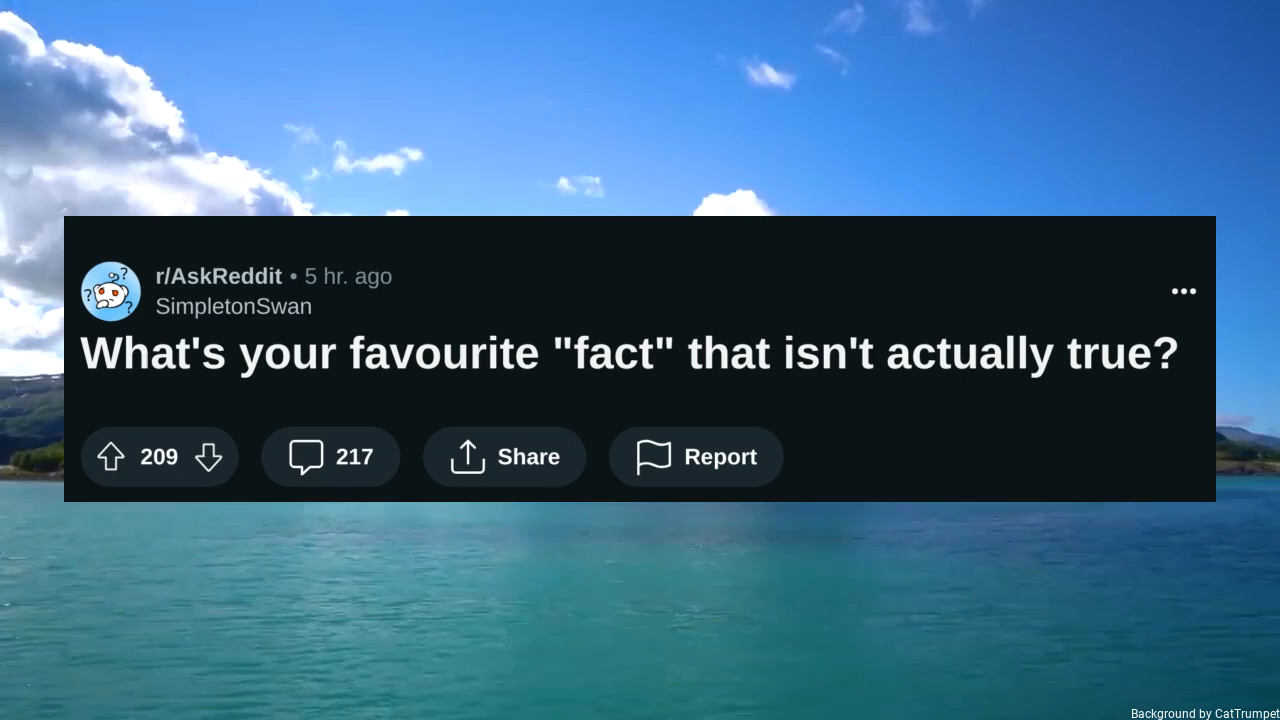 r/AskReddit • 5 hr. ago
SimpletonSwan
What's your favourite "fact" that isn't actually true?
209 217 Share Report
Background by CatTrumpet